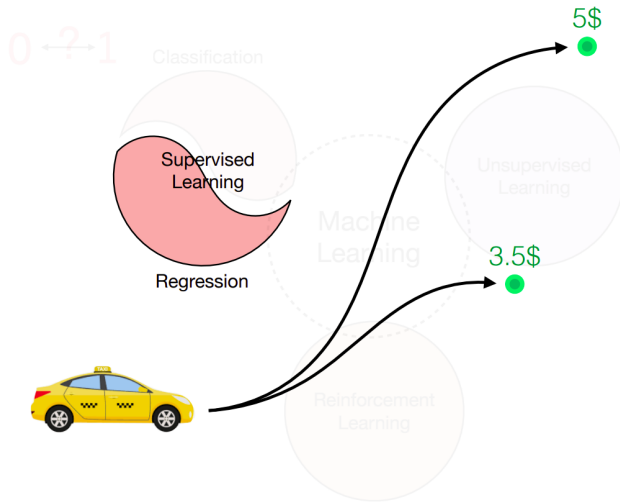 5$
0 ? 1
Classification
Supervised
Learning
Unsupervised
Learning
Machine
Learning
3.5$
Regression
Reinforcement
Learning